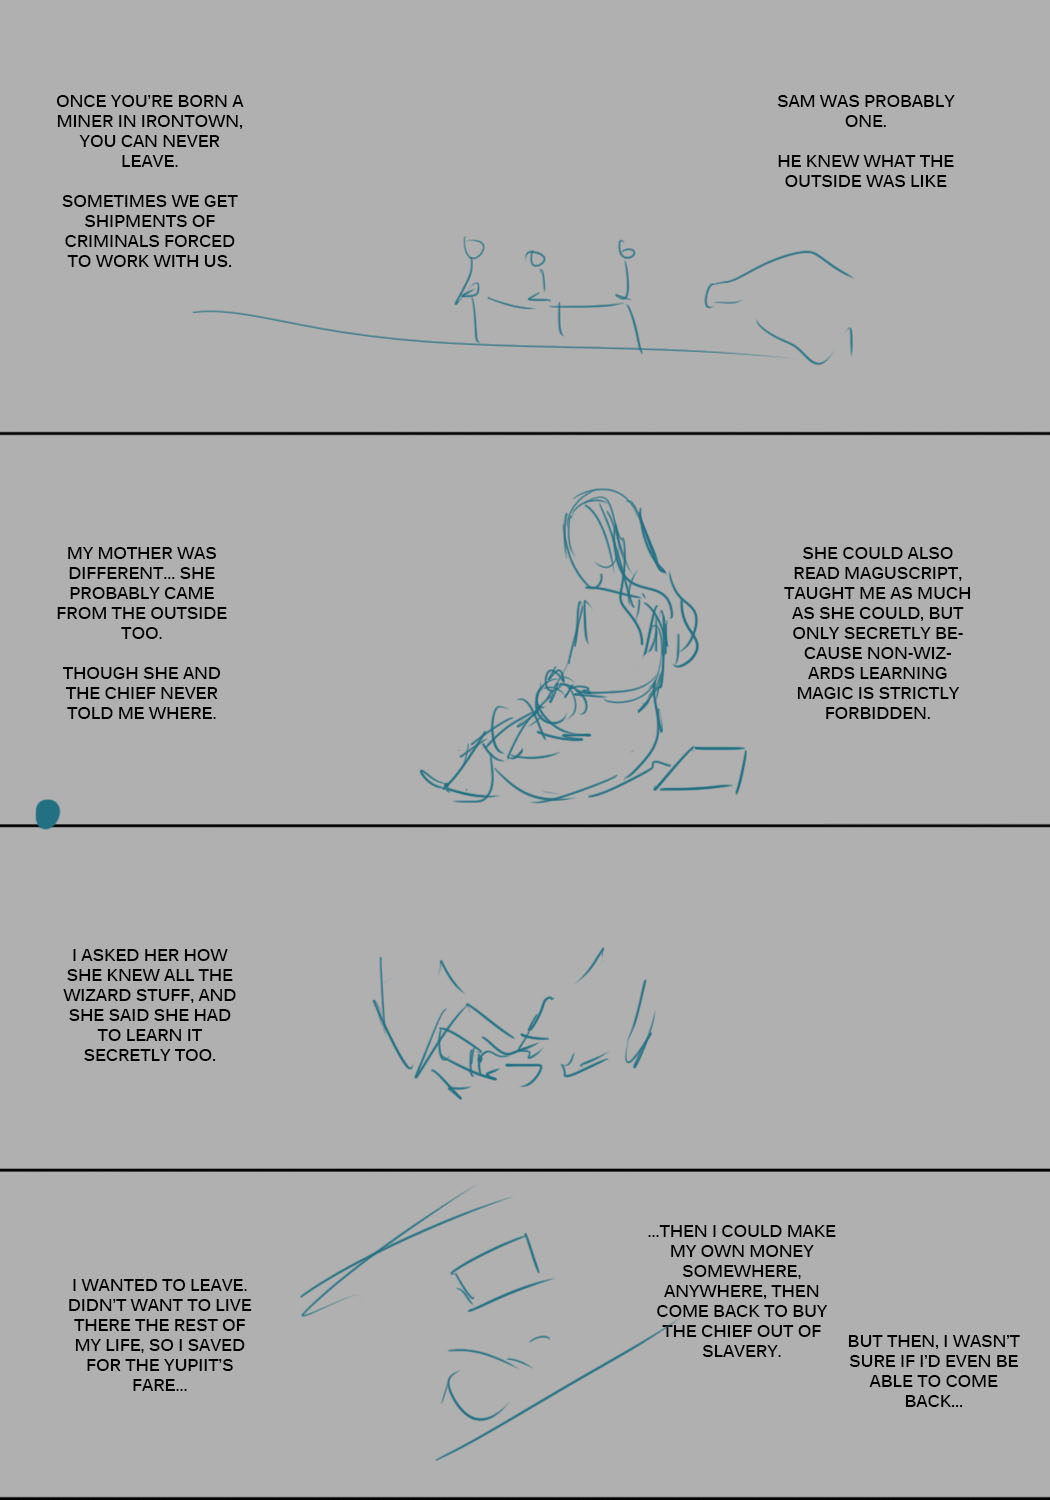 ONCE YOU'RE BORN A
MINER IN IRONTOWN,
YOU CAN NEVER
LEAVE.
SOMETIMES WE GET
SHIPMENTS OF
CRIMINALS FORCED
TO WORK WITH US.
SAM WAS PROBABLY
ONE.
HE KNEW WHAT THE
OUTSIDE WAS LIKE
MY MOTHER WAS
DIFFERENT... SHE
PROBABLY CAME
FROM THE OUTSIDE
TOO.
THOUGH SHE AND
THE CHIEF NEVER
TOLD ME WHERE.
SHE COULD ALSO
READ MAGUSCRIPT,
TAUGHT ME AS MUCH
AS SHE COULD, BUT
ONLY SECRETLY BE-
CAUSE NON-WIZ-
ARDS LEARNING
MAGIC IS STRICTLY
FORBIDDEN.
I ASKED HER HOW
SHE KNEW ALL THE
WIZARD STUFF, AND
SHE SAID SHE HAD
TO LEARN IT
SECRETLY TOO.
I WANTED TO LEAVE.
DIDN'T WANT TO LIVE
THERE THE REST OF
MY LIFE, SO I SAVED
FOR THE YUPIIT'S
FARE...
...THEN I COULD MAKE
MY OWN MONEY
SOMEWHERE,
ANYWHERE, THEN
COME BACK TO BUY
THE CHIEF OUT OF
SLAVERY.
BUT THEN, I WASN'T
SURE IF I'D EVEN BE
ABLE TO COME
BACK...